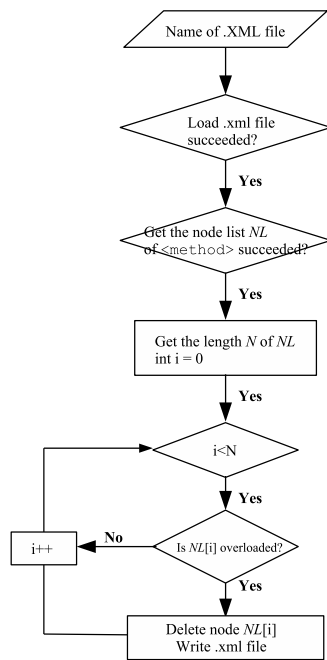 Name of .XML file
Load .xml file
succeeded?
Yes
Get the node list NL
of <method> succeeded?
Yes
Get the length N of NL
int i = 0
Yes
i<N
Yes
Is NL[i] overloaded?
No
i++
Yes
Delete node NL[i]
Write .xml file